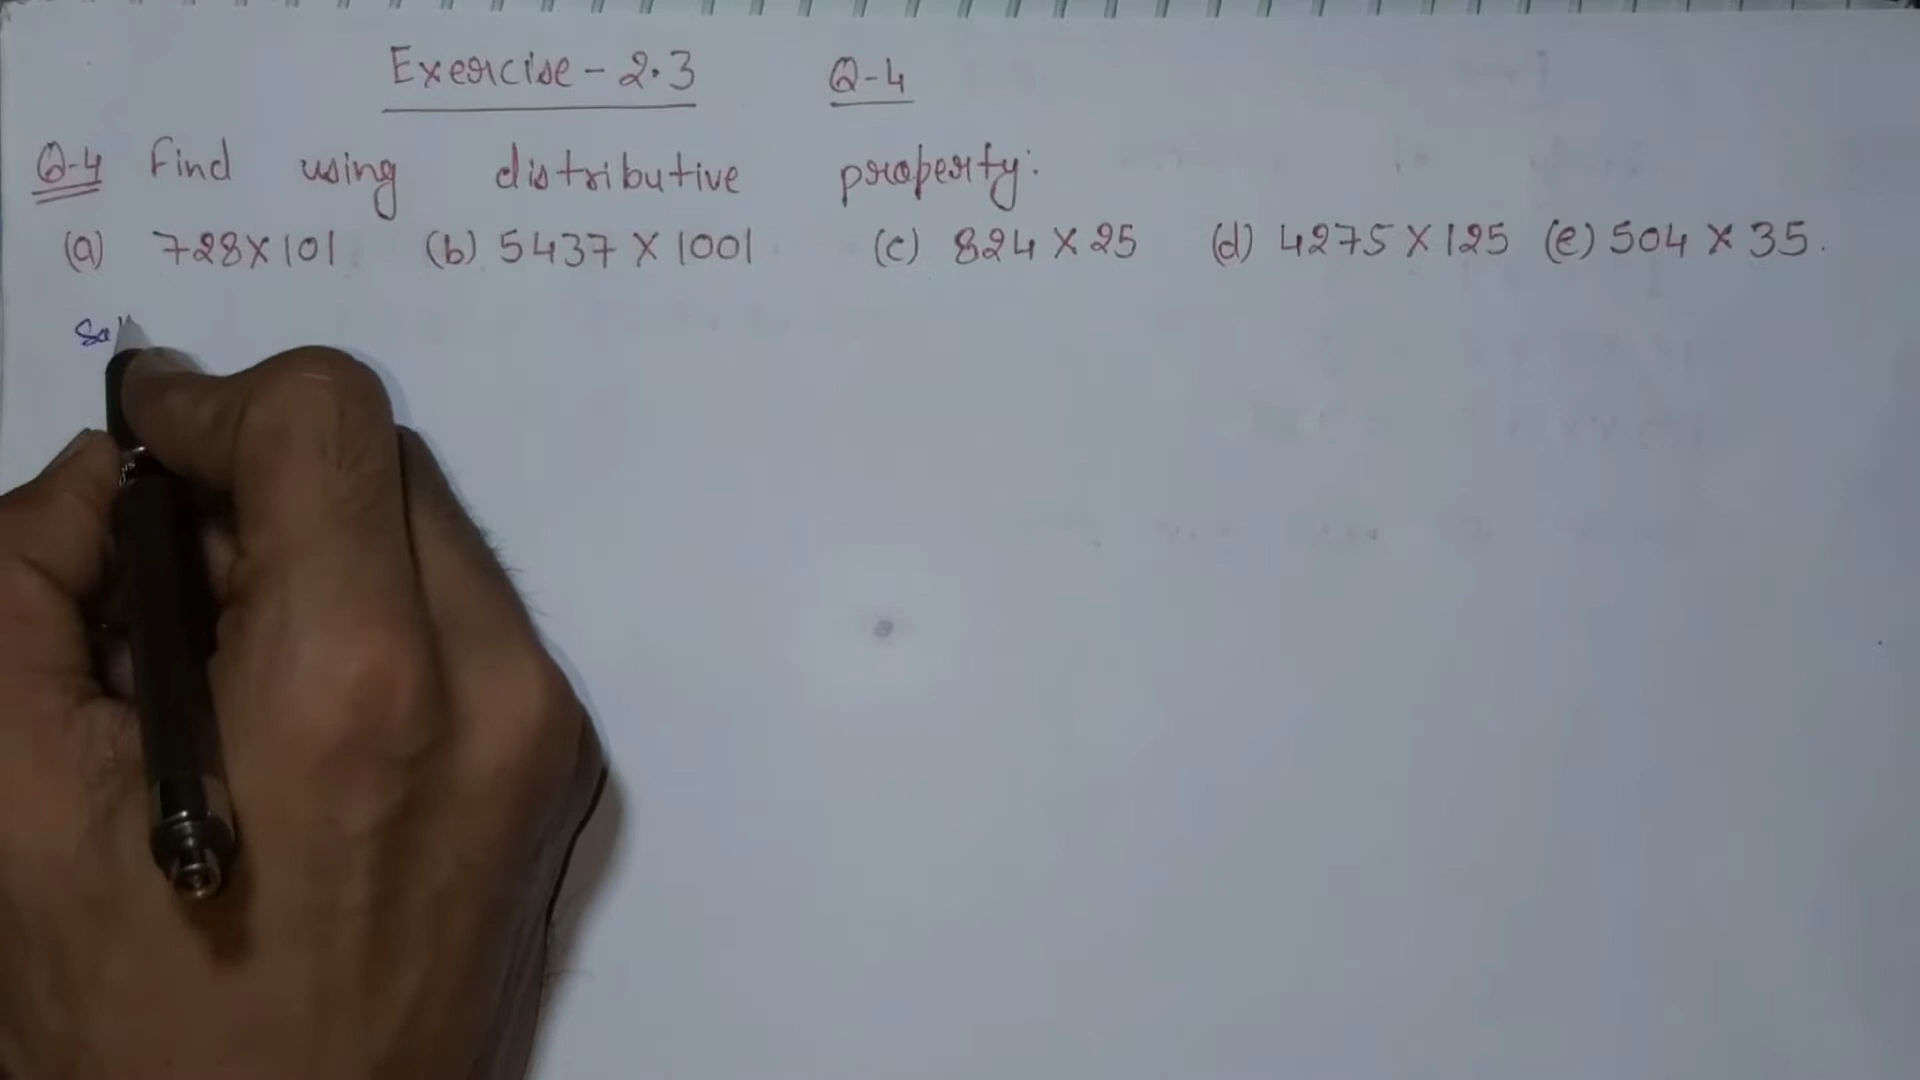 Exercise - 2.3 Q-4
Q-4 Find using distributive property:
(a) 728 X 101 (b) 5437 X 1001 (c) 824 X 25 (d) 4275 X 125 (e) 504 X 35.